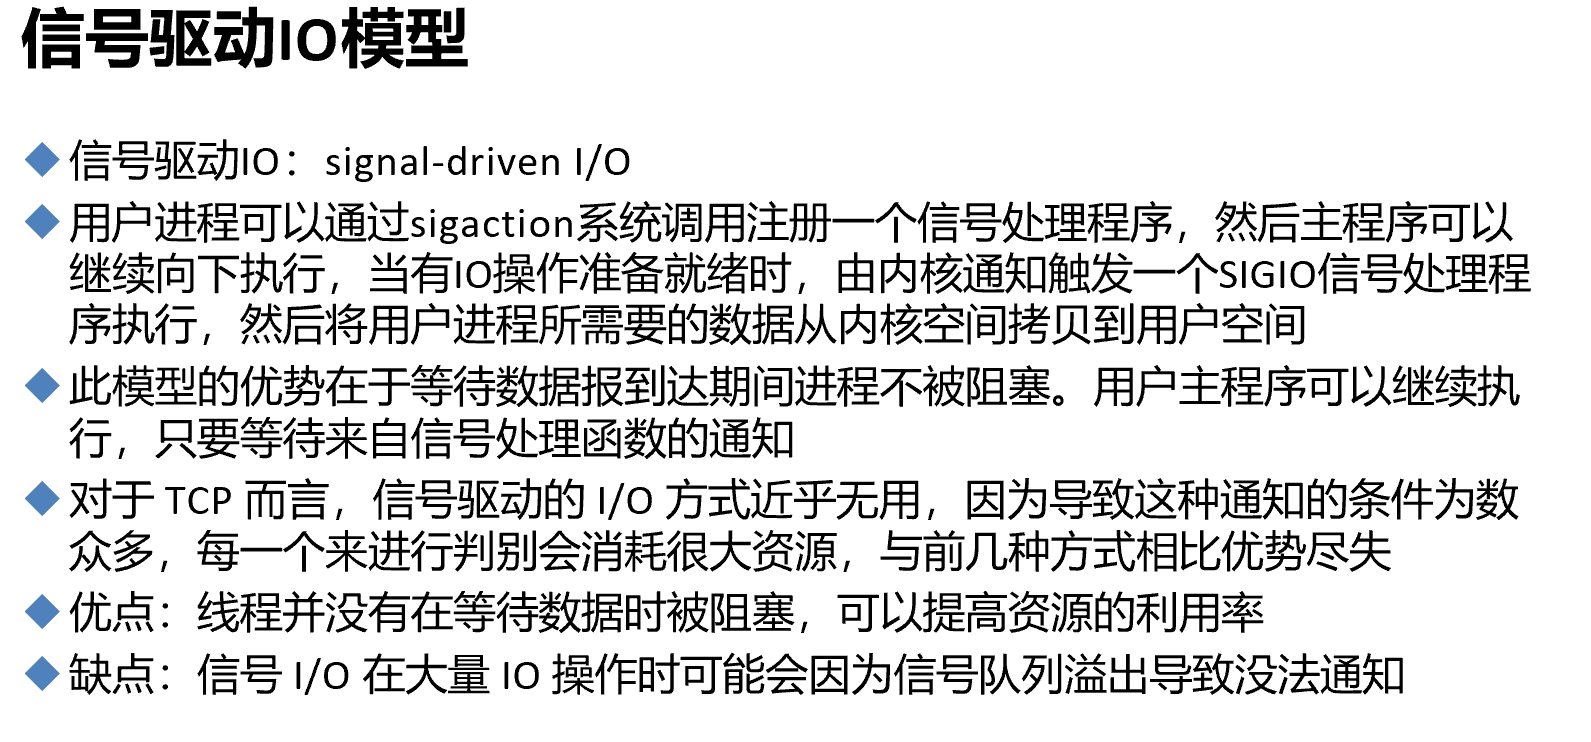 信号驱动IO模型
信号驱动IO：signal-driven I/O
用户进程可以通过sigaction系统调用注册一个信号处理程序，然后主程序可以
继续向下执行，当有IO操作准备就绪时，由内核通知触发一个SIGIO信号处理程
序执行，然后将用户进程所需要的数据从内核空间拷贝到用户空间
此模型的优势在于等待数据报到达期间进程不被阻塞。用户主程序可以继续执
行，只要等待来自信号处理函数的通知
对于 TCP 而言，信号驱动的 I/O 方式近乎无用，因为导致这种通知的条件为数
众多，每一个来进行判别会消耗很大资源，与前几种方式相比优势尽失
优点：线程并没有在等待数据时被阻塞，可以提高资源的利用率
缺点：信号 I/O 在大量 IO 操作时可能会因为信号队列溢出导致没法通知